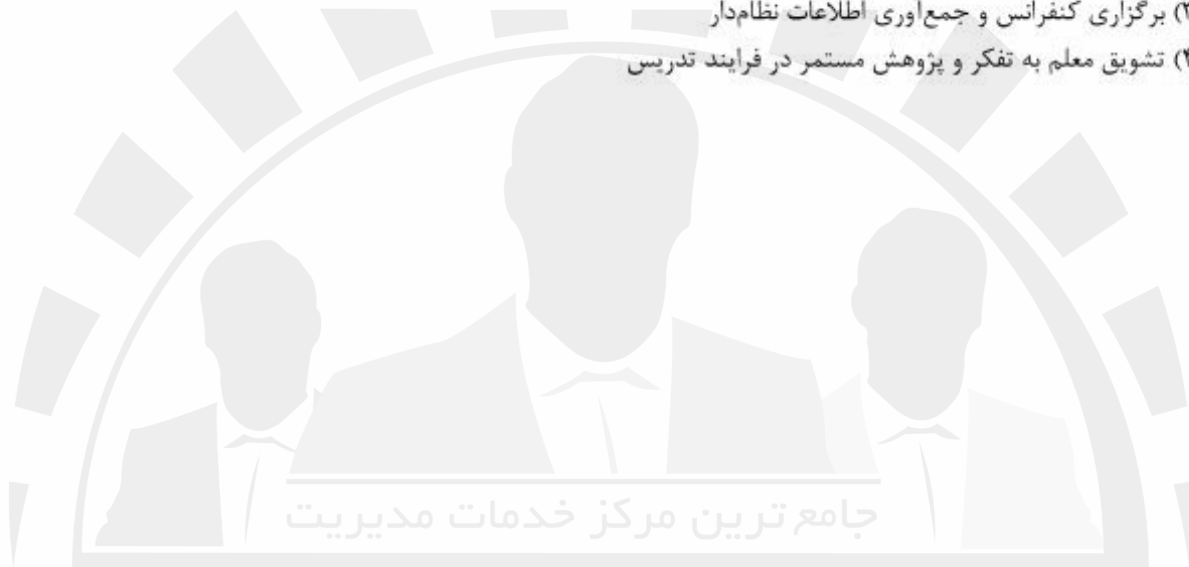 ۳) برگزاری کنفرانس و جمع‌آوری اطلاعات نظام‌دار
۴) تشویق معلم به تفکر و پژوهش مستمر در فرایند تدریس
جامع ترین مرکز خدمات مدیریت